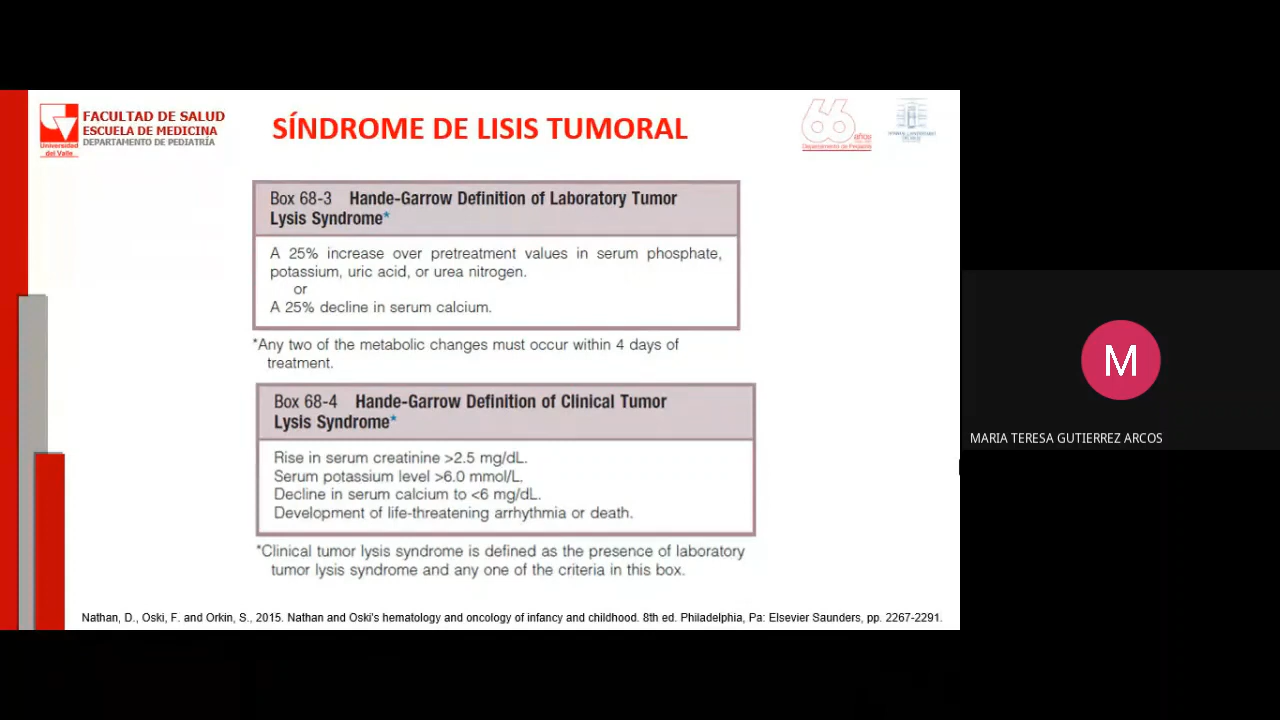 FACULTAD DE SALUD
ESCUELA DE MEDICINA
DEPARTAMENTO DE PEDIATRÍA
Universidad
del Valle
SÍNDROME DE LISIS TUMORAL
66
años
Departamento de Pediatría
Box 68-3 Hande-Garrow Definition of Laboratory Tumor
Lysis Syndrome*
A 25% increase over pretreatment values in serum phosphate,
potassium, uric acid, or urea nitrogen.
or
A 25% decline in serum calcium.
*Any two of the metabolic changes must occur within 4 days of
treatment.
Box 68-4 Hande-Garrow Definition of Clinical Tumor
Lysis Syndrome*
Rise in serum creatinine >2.5 mg/dL.
Serum potassium level >6.0 mmol/L.
Decline in serum calcium to <6 mg/dL.
Development of life-threatening arrhythmia or death.
*Clinical tumor lysis syndrome is defined as the presence of laboratory
tumor lysis syndrome and any one of the criteria in this box.
Nathan, D., Oski, F. and Orkin, S., 2015. Nathan and Oski's hematology and oncology of infancy and childhood. 8th ed. Philadelphia, Pa: Elsevier Saunders, pp. 2267-2291.
M
MARIA TERESA GUTIERREZ ARCOS